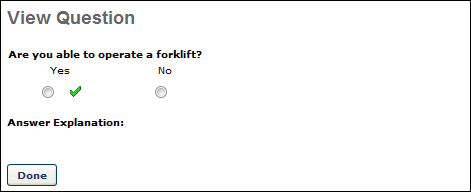 View Question
Are you able to operate a forklift?
Yes No
Answer Explanation:
Done